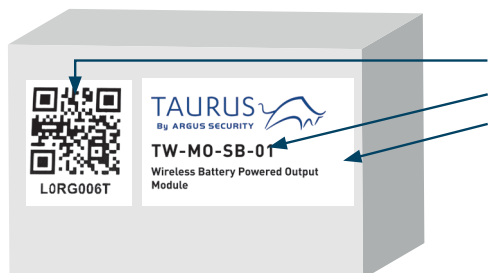 L0RG006T
TAURUS
By ARGUS SECURITY
TW-MO-SB-01
Wireless Battery Powered Output
Module